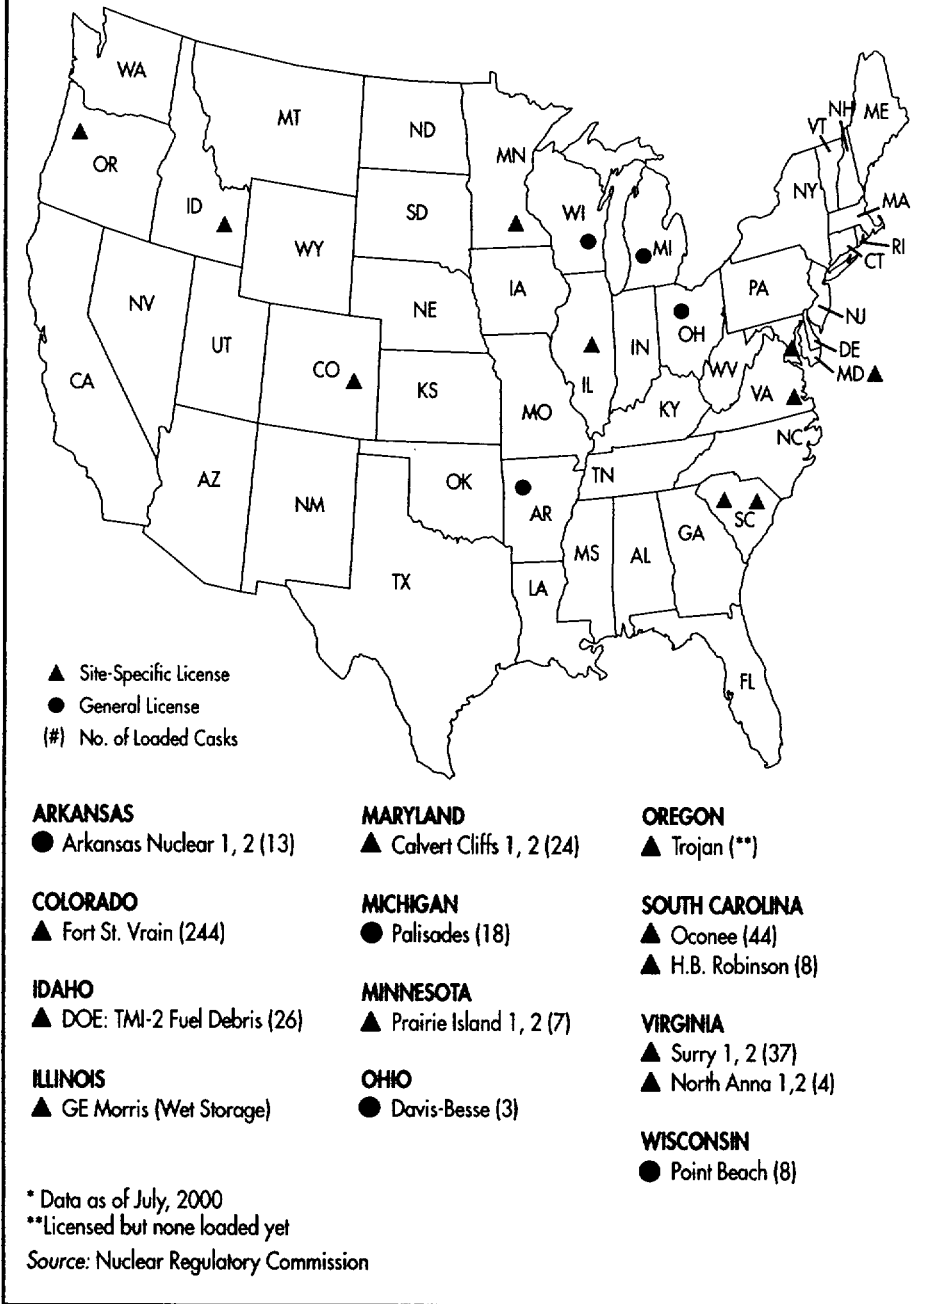 WA
MT
ND
MN
VT
NH
ME
OR
ID
SD
WI
MI
NY
MA
WY
RI
CT
IA
PA
NV
NE
NJ
UT
CO
IL
IN
OH
WV
DE
MD
CA
KS
MO
KY
VA
NC
AZ
NM
OK
TN
AR
SC
MS
AL
GA
TX
LA
FL
▲ Site-Specific License
● General License
(#) No. of Loaded Casks
ARKANSAS
● Arkansas Nuclear 1, 2 (13)
COLORADO
▲ Fort St. Vrain (244)
IDAHO
▲ DOE: TMI-2 Fuel Debris (26)
ILLINOIS
▲ GE Morris (Wet Storage)
MARYLAND
▲ Calvert Cliffs 1, 2 (24)
MICHIGAN
● Palisades (18)
MINNESOTA
▲ Prairie Island 1, 2 (7)
OHIO
● Davis-Besse (3)
OREGON
▲ Trojan (**)
SOUTH CAROLINA
▲ Oconee (44)
▲ H.B. Robinson (8)
VIRGINIA
▲ Surry 1, 2 (37)
▲ North Anna 1,2 (4)
WISCONSIN
● Point Beach (8)
* Data as of July, 2000
**Licensed but none loaded yet
Source: Nuclear Regulatory Commission